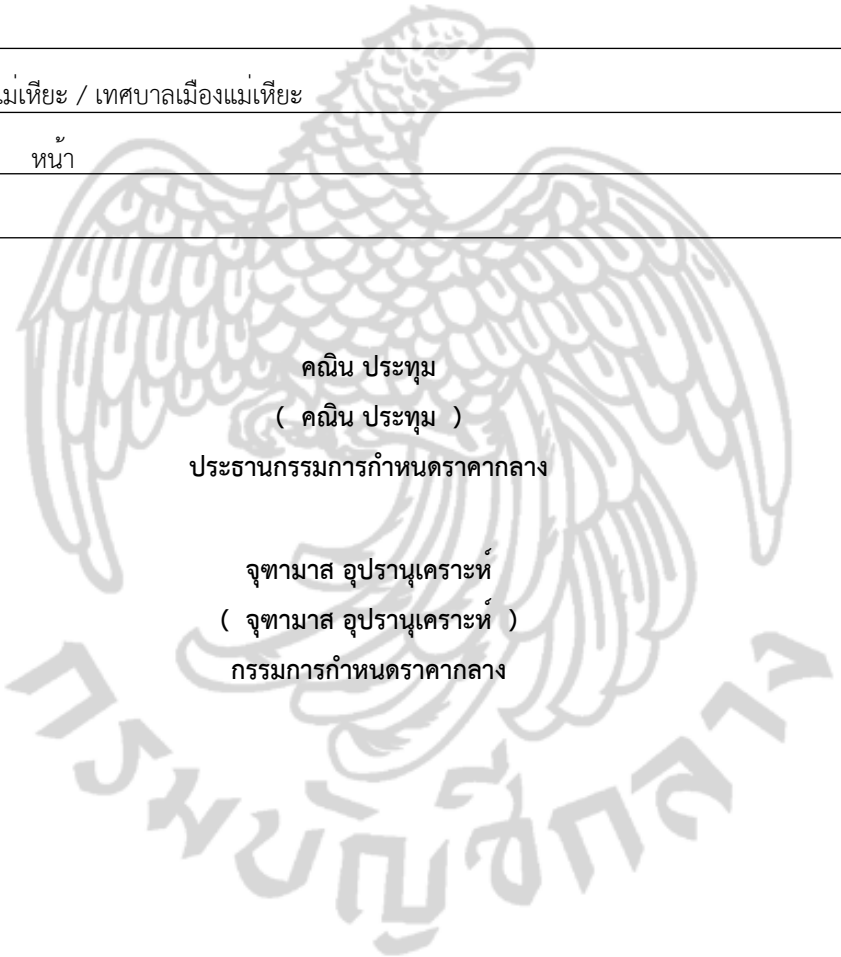 แม่เหียะ / เทศบาลเมืองแม่เหียะ
หน้า
คณิน ประทุม
( คณิน ประทุม )
ประธานกรรมการกำหนดราคากลาง
จุฑามาส อุปรานุเคราะห์
( จุฑามาส อุปรานุเคราะห์ )
กรรมการกำหนดราคากลาง
กรมบัญชีกลาง